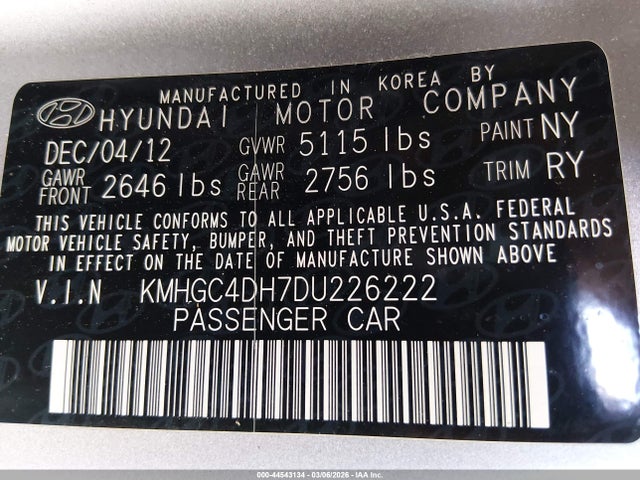 MANUFACTURED IN KOREA BY
HYUNDAI MOTOR COMPANY
DEC/04/12 GVWR 5115 lbs PAINT NY
GAWR FRONT 2646 lbs GAWR REAR 2756 lbs TRIM RY
THIS VEHICLE CONFORMS TO ALL APPLICABLE U.S.A. FEDERAL
MOTOR VEHICLE SAFETY, BUMPER, AND THEFT PREVENTION STANDARDS
IN EFFECT ON THE DATE OF MANUFACTURE SHOWN ABOVE.
V.I.N KMHGC4DH7DU226222
PASSENGER CAR
000-44543134 - 03/06/2026 - IAA Inc.